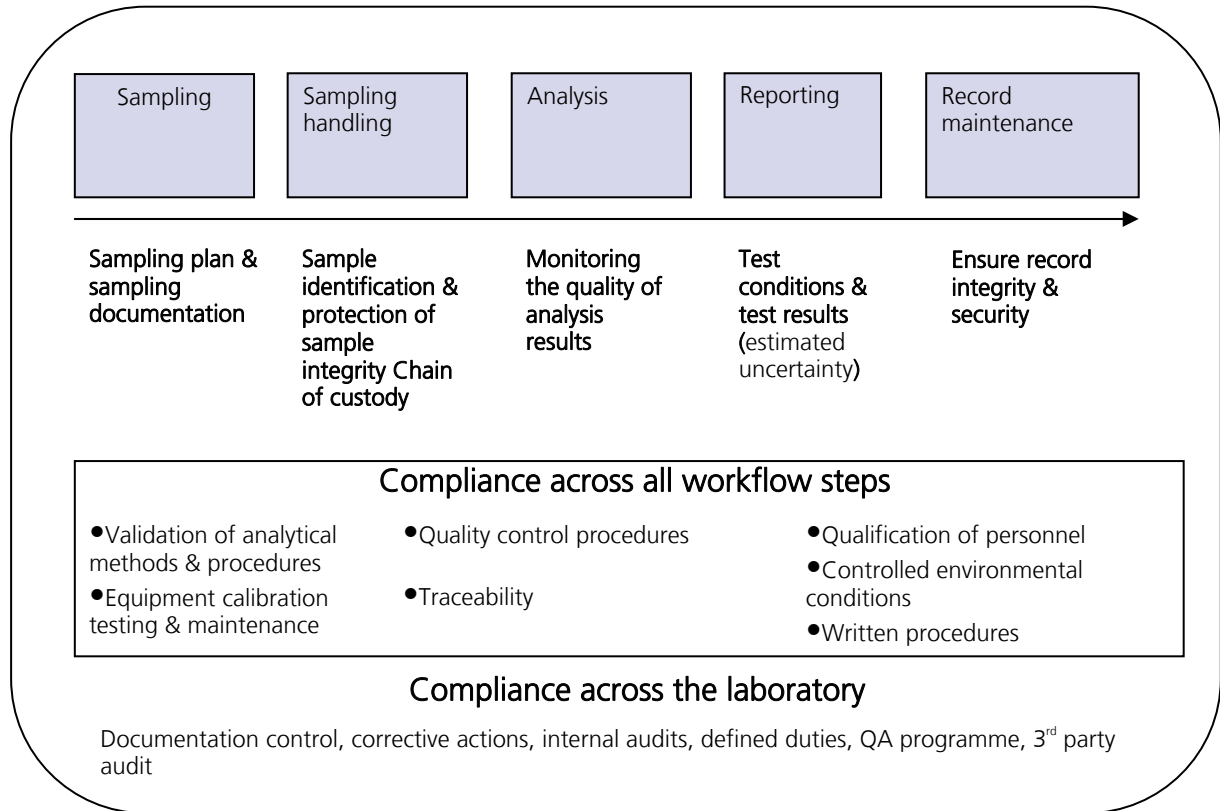 Sampling
Sampling
handling
Analysis
Reporting
Record
maintenance
Sampling plan &
sampling
documentation
Sample
identification &
protection of
sample
integrity Chain
of custody
Monitoring
the quality of
analysis
results
Test
conditions &
test results
(estimated
uncertainty)
Ensure record
integrity &
security
Compliance across all workflow steps
●Validation of analytical
methods & procedures
●Equipment calibration
testing & maintenance
●Quality control procedures
●Traceability
●Qualification of personnel
●Controlled environmental
conditions
●Written procedures
Compliance across the laboratory
Documentation control, corrective actions, internal audits, defined duties, QA programme, 3rd party
audit